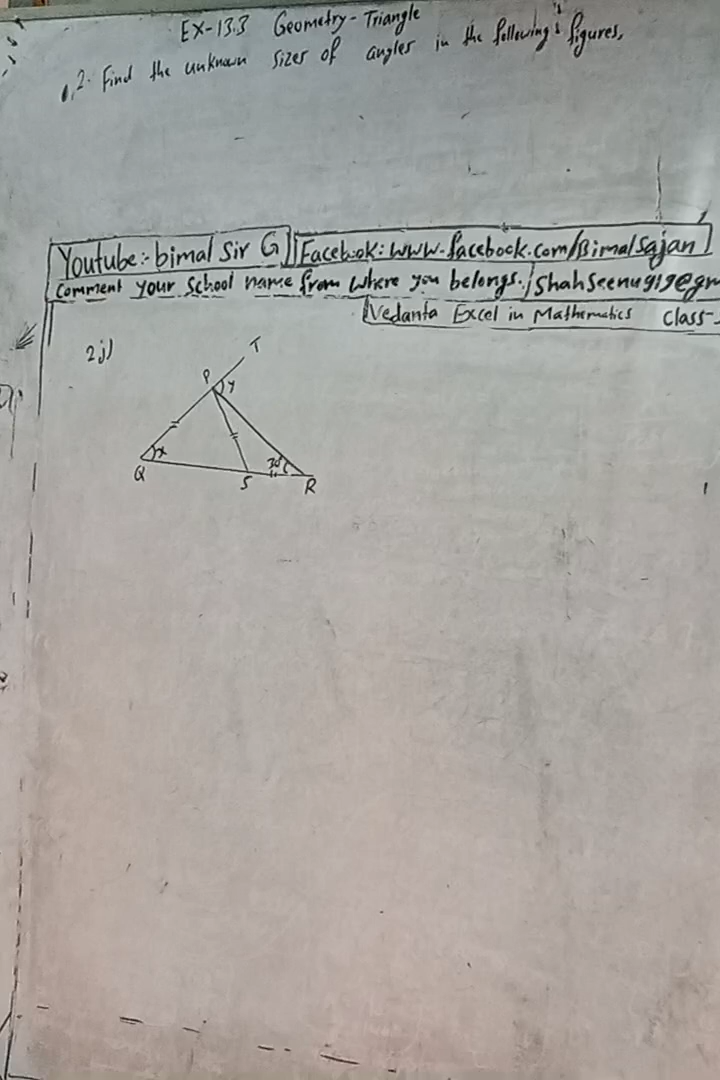 EX-13.3 Geometry-Triangle
2. Find the unknown sizes of angles in the following figures.
Youtube:- bimal Sir G
Facebook: www.facebook.com/Bimalsajan
Comment your School name from where you belongs. / Shahseenu919@gm
Vedanta Excel in Mathematics Class-
2j)
T
P
y
x
Q
30°
S
R